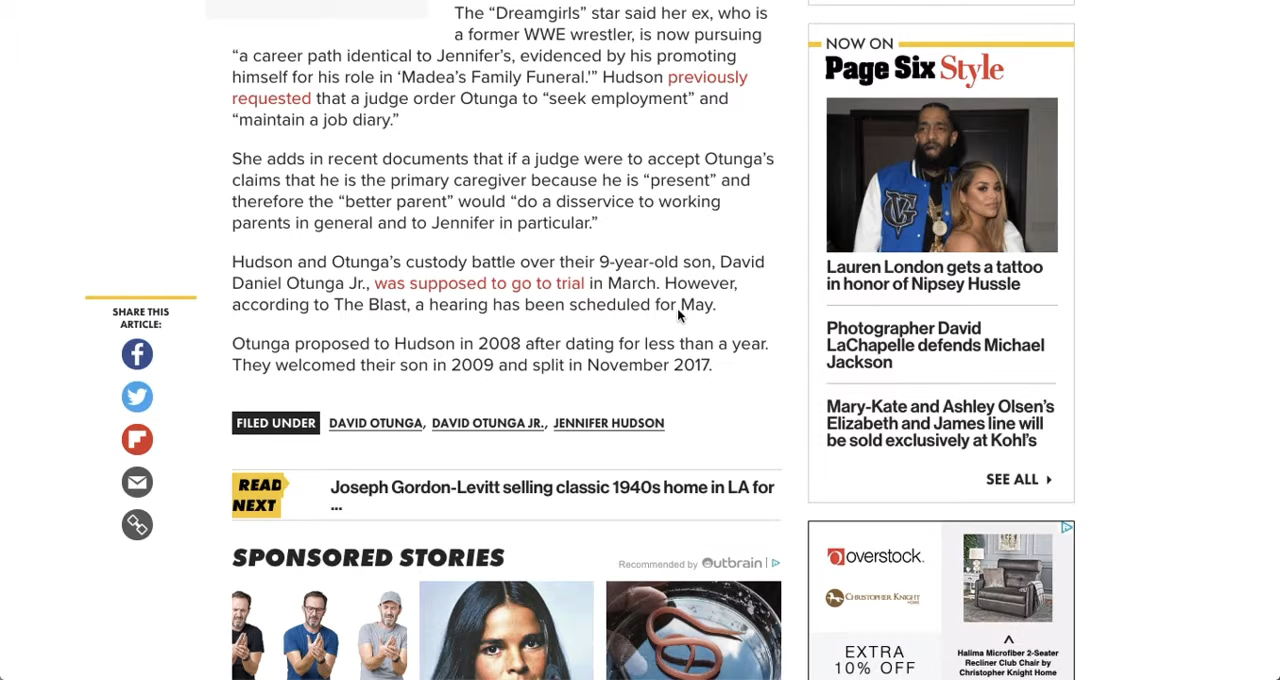 The “Dreamgirls” star said her ex, who is
a former WWE wrestler, is now pursuing
“a career path identical to Jennifer’s, evidenced by his promoting
himself for his role in ‘Madea’s Family Funeral.’” Hudson previously
requested that a judge order Otunga to “seek employment” and
“maintain a job diary.”
She adds in recent documents that if a judge were to accept Otunga’s
claims that he is the primary caregiver because he is “present” and
therefore the “better parent” would “do a disservice to working
parents in general and to Jennifer in particular.”
Hudson and Otunga’s custody battle over their 9-year-old son, David
Daniel Otunga Jr., was supposed to go to trial in March. However,
according to The Blast, a hearing has been scheduled for May.
Otunga proposed to Hudson in 2008 after dating for less than a year.
They welcomed their son in 2009 and split in November 2017.
SHARE THIS
ARTICLE:
FILED UNDER DAVID OTUNGA, DAVID OTUNGA JR., JENNIFER HUDSON
READ
NEXT
Joseph Gordon-Levitt selling classic 1940s home in LA for
...
SPONSORED STORIES
Recommended by Outbrain
NOW ON
Page Six Style
Lauren London gets a tattoo
in honor of Nipsey Hussle
Photographer David
LaChapelle defends Michael
Jackson
Mary-Kate and Ashley Olsen’s
Elizabeth and James line will
be sold exclusively at Kohl’s
SEE ALL
overstock.
CHRISTOPHER KNIGHT
HOME
EXTRA
10% OFF
Halima Microfiber 2-Seater
Recliner Club Chair by
Christopher Knight Home